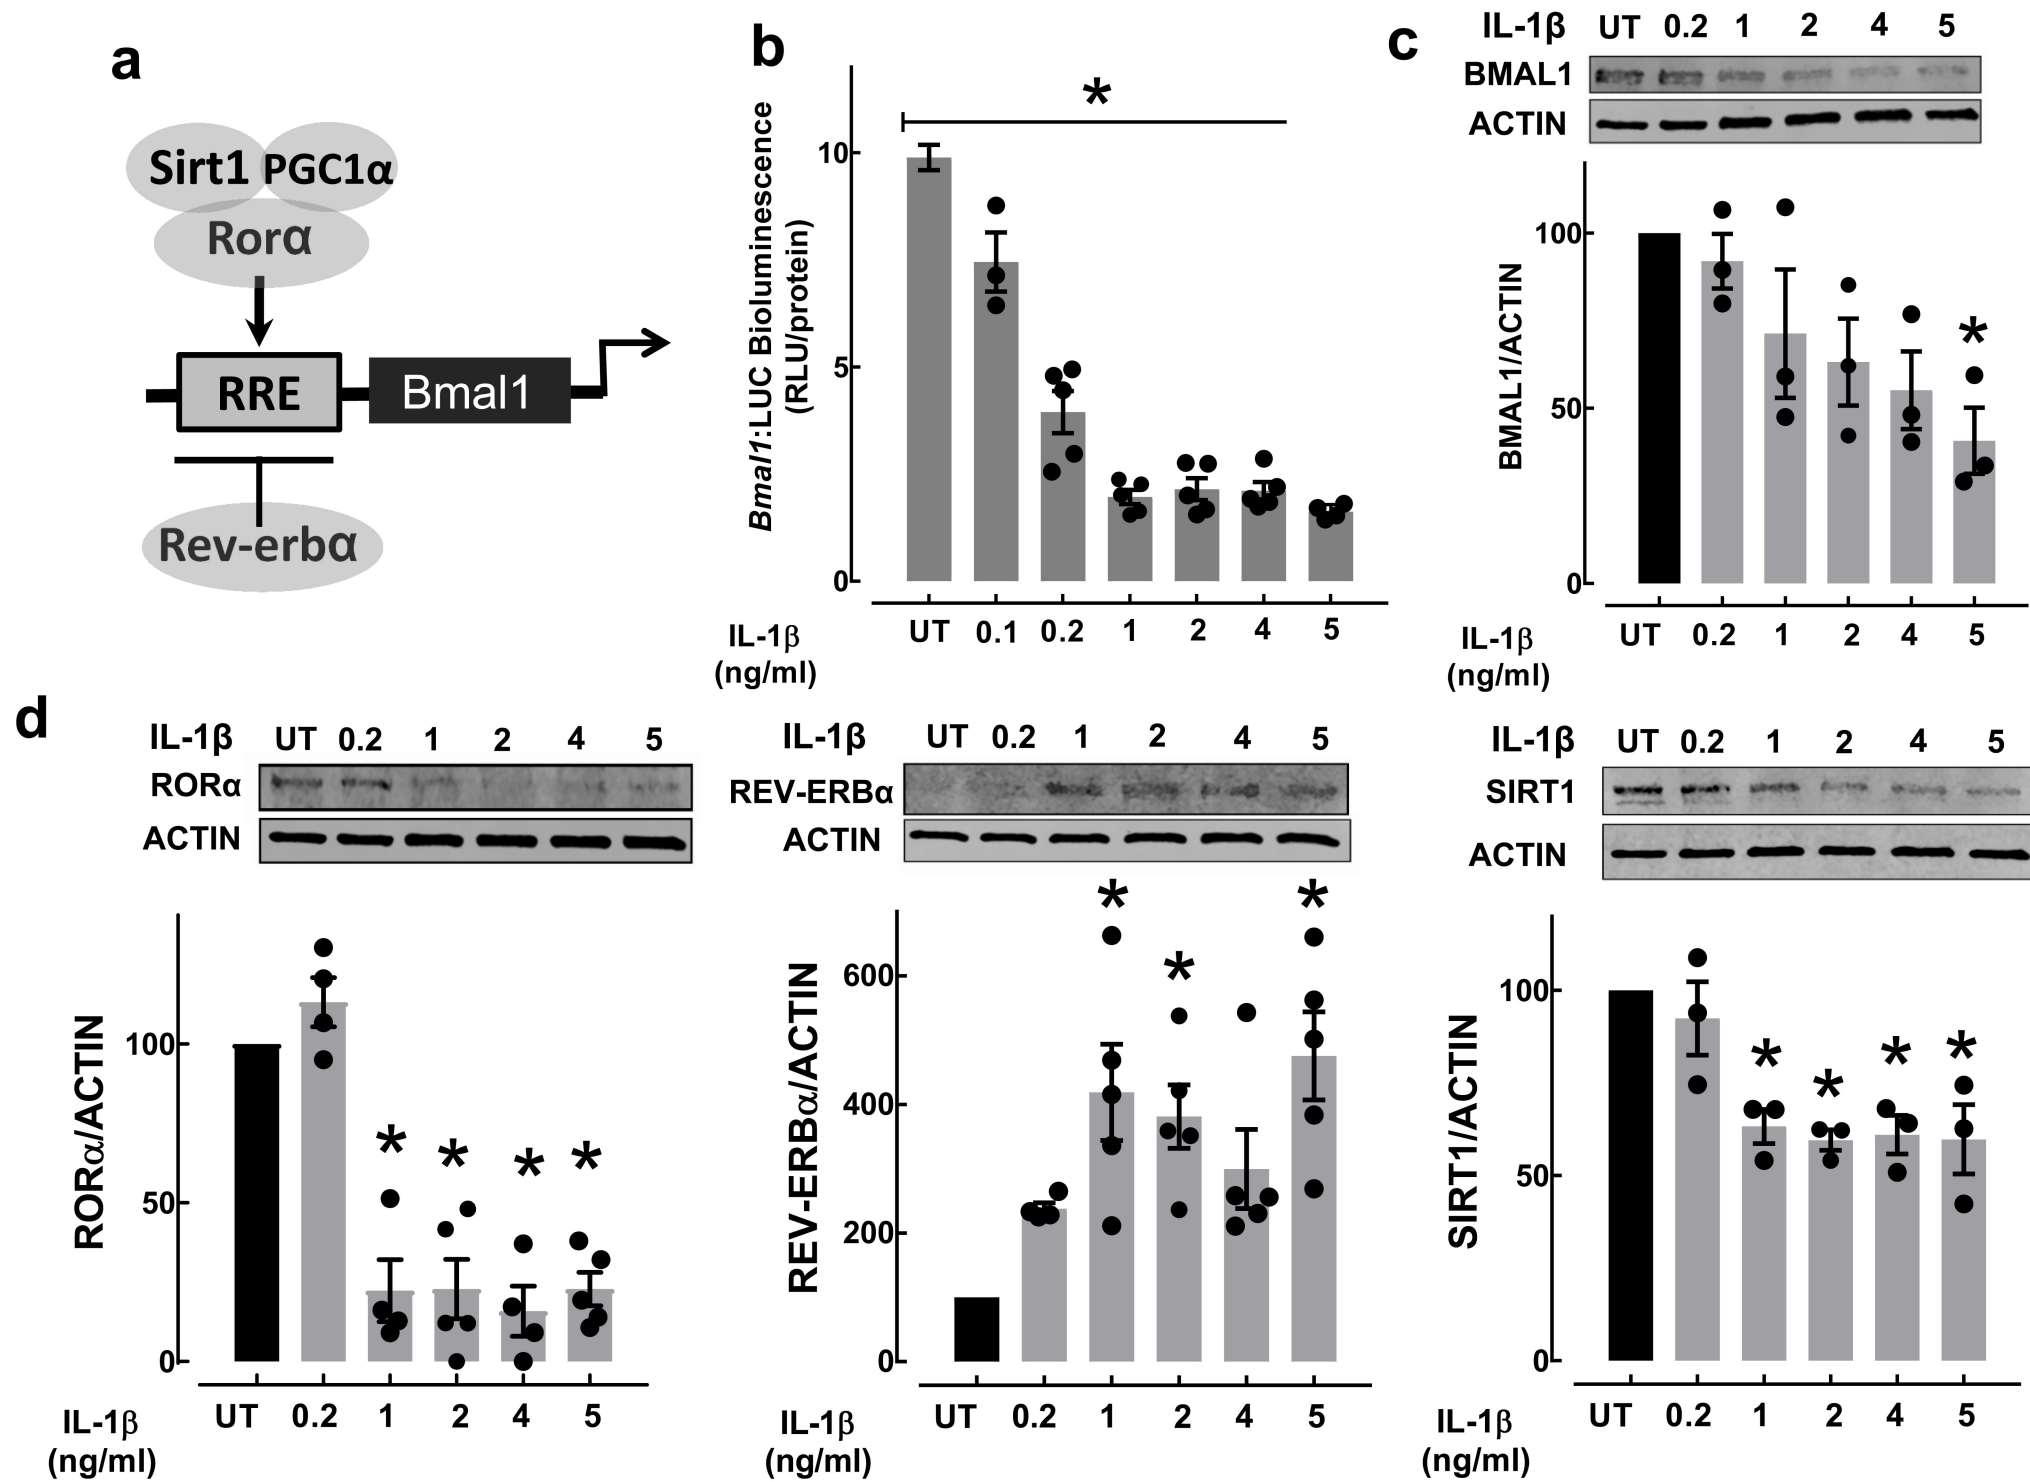 a
Sirt1 PGC1α
Rorα
RRE Bmal1
Rev-erbα
b
*
Bmal1:LUC Bioluminescence
(RLU/protein)
10
5
0
IL-1β
(ng/ml)
UT 0.1 0.2 1 2 4 5
c
IL-1β UT 0.2 1 2 4 5
BMAL1
ACTIN
BMAL1/ACTIN
100
50
0
*
IL-1β
(ng/ml)
UT 0.2 1 2 4 5
d
IL-1β UT 0.2 1 2 4 5
RORα
ACTIN
RORα/ACTIN
100
50
0
* * * *
IL-1β
(ng/ml)
UT 0.2 1 2 4 5
IL-1β UT 0.2 1 2 4 5
REV-ERBα
ACTIN
REV-ERBα/ACTIN
600
400
200
0
* * *
IL-1β
(ng/ml)
UT 0.2 1 2 4 5
IL-1β UT 0.2 1 2 4 5
SIRT1
ACTIN
SIRT1/ACTIN
100
50
0
* * * *
IL-1β
(ng/ml)
UT 0.2 1 2 4 5